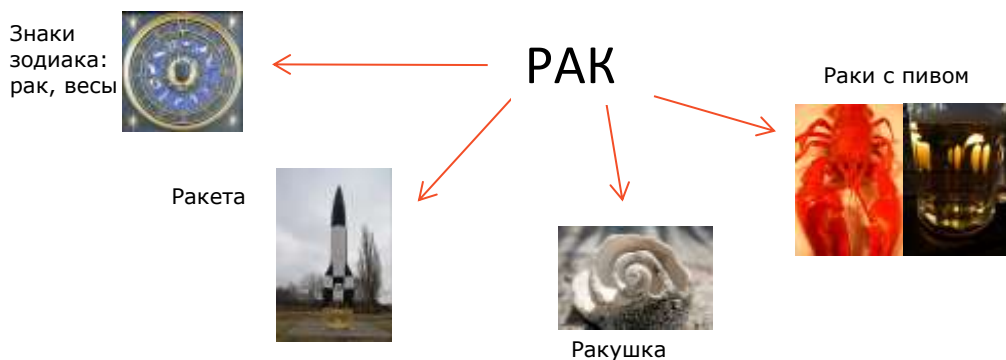 Знаки
зодиака:
рак, весы
РАК
Раки с пивом
Ракета
Ракушка